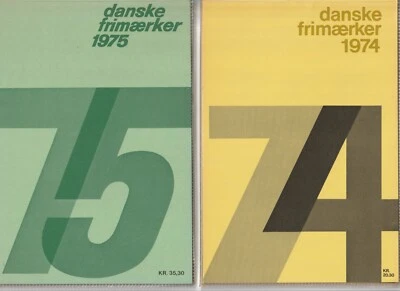 danske
frimærker
1975
75
KR. 35,30
danske
frimærker
1974
74
KR.
35,30